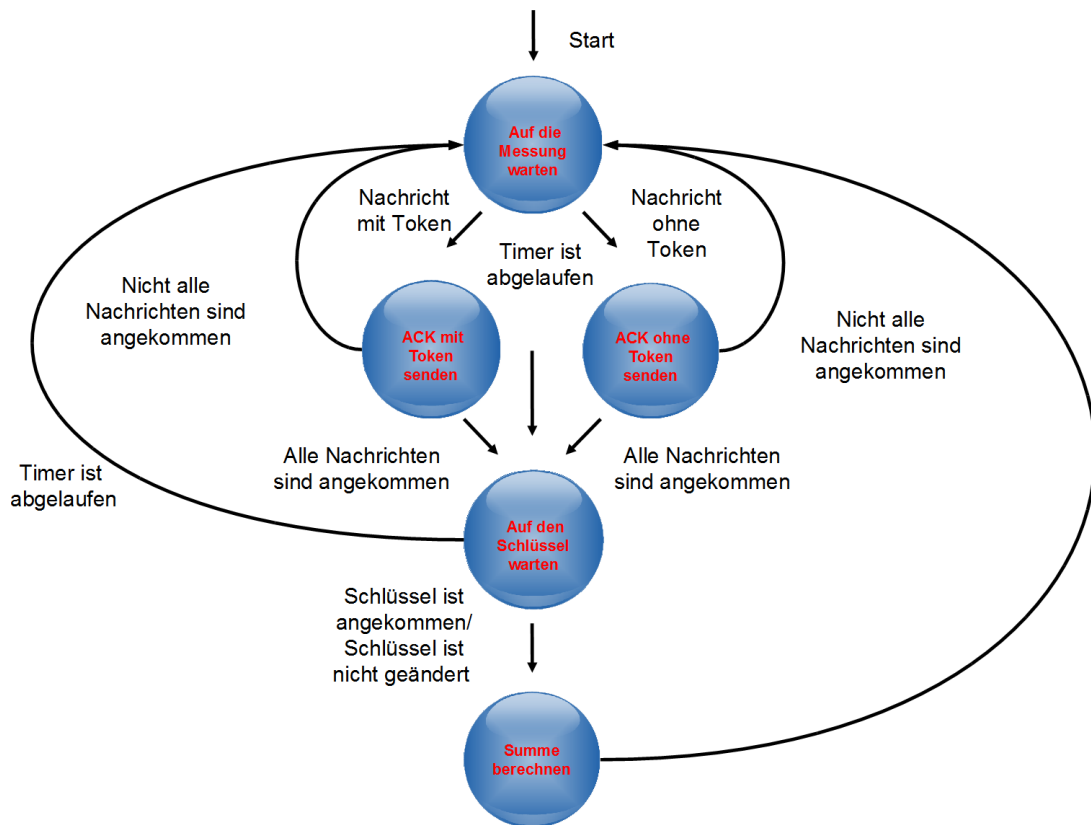 Start
Auf die
Messung
warten
Nachricht
mit Token
Nachricht
ohne
Token
Timer ist
abgelaufen
Nicht alle
Nachrichten sind
angekommen
Nicht alle
Nachrichten sind
angekommen
ACK mit
Token
senden
ACK ohne
Token
senden
Alle Nachrichten
sind angekommen
Alle Nachrichten
sind angekommen
Timer ist
abgelaufen
Auf den
Schlüssel
warten
Schlüssel ist
angekommen/
Schlüssel ist
nicht geändert
Summe
berechnen